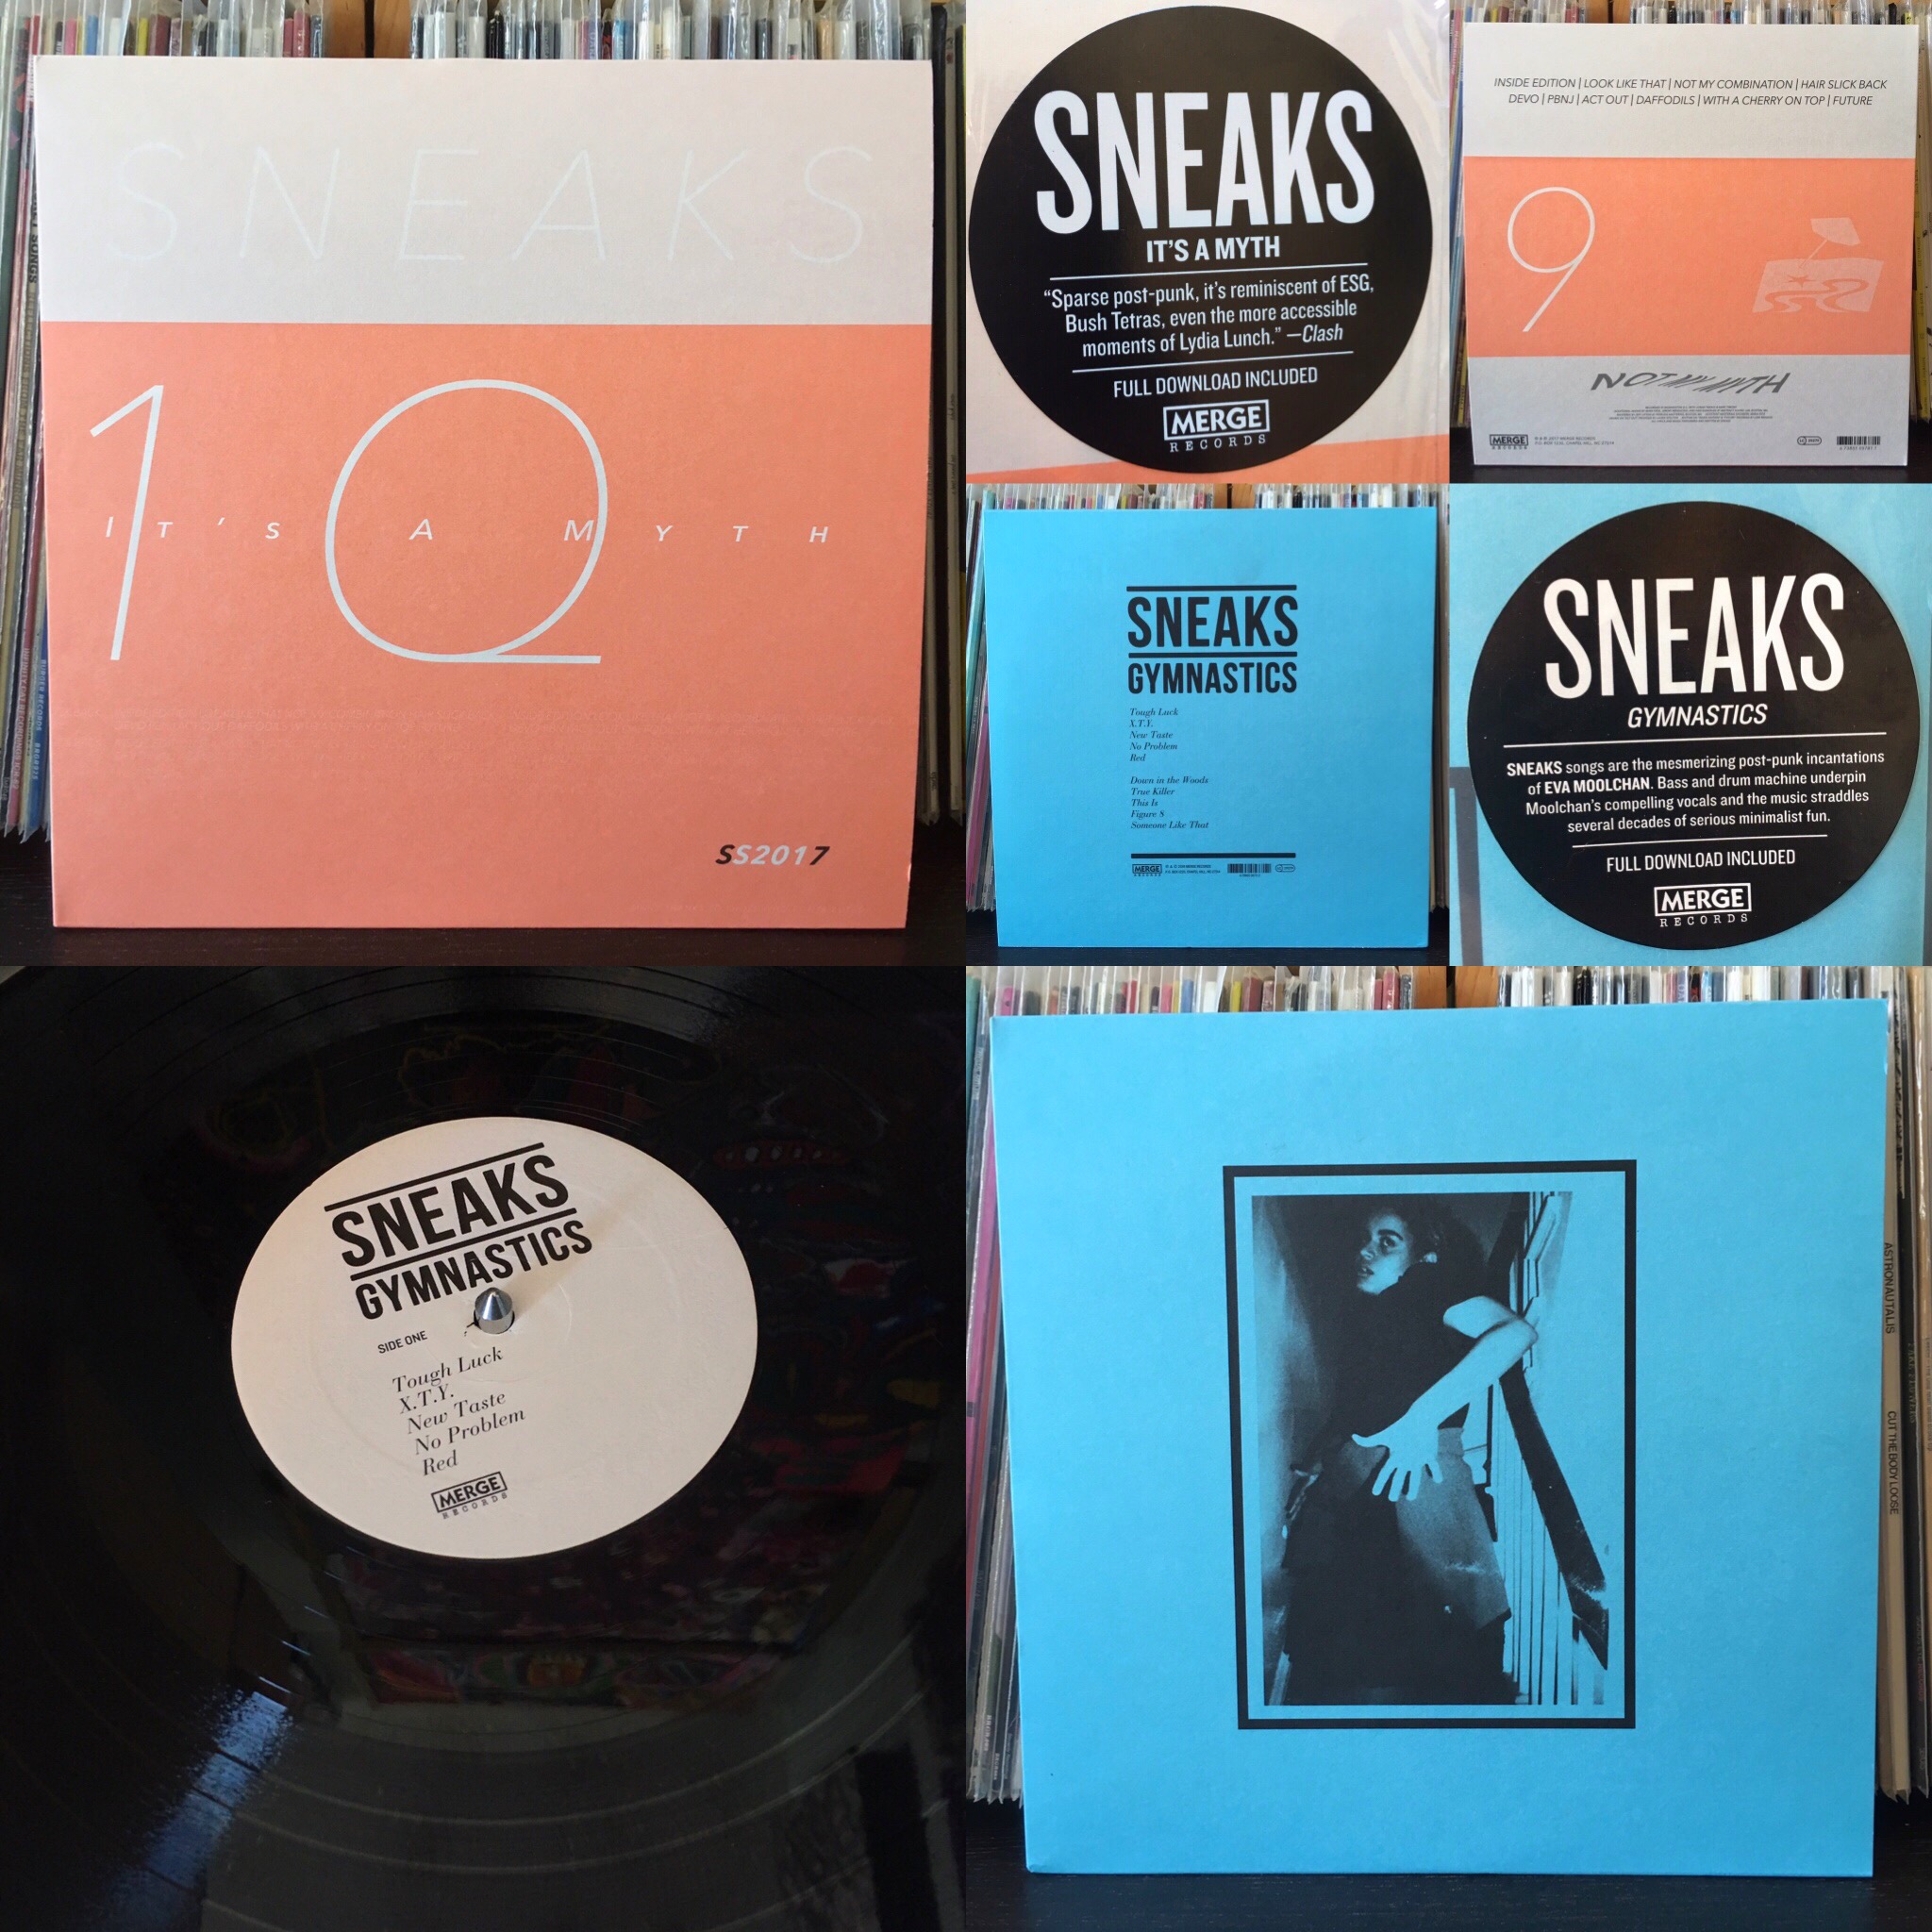 SNEAKS
1Q
IT'S A MYTH
SS2017
SNEAKS
IT'S A MYTH
“Sparse post-punk, it's reminiscent of ESG,
Bush Tetras, even the more accessible
moments of Lydia Lunch.” —Clash
FULL DOWNLOAD INCLUDED
MERGE
RECORDS
INSIDE EDITION | LOOK LIKE THAT | NOT MY COMBINATION | HAIR SLICK BACK
DEVO | PBNJ | ACT OUT | DAFFODILS | WITH A CHERRY ON TOP | FUTURE
9
NOT MY MYTH
MERGE
RECORDS
SNEAKS
GYMNASTICS
Tough Luck
X.T.Y.
New Taste
No Problem
Red
Down in the Woods
True Killer
This Is
Figure 8
Someone Like That
MERGE
RECORDS
SNEAKS
GYMNASTICS
SNEAKS songs are the mesmerizing post-punk incantations
of EVA MOOLCHAN. Bass and drum machine underpin
Moolchan's compelling vocals and the music straddles
several decades of serious minimalist fun.
FULL DOWNLOAD INCLUDED
MERGE
RECORDS
SNEAKS
GYMNASTICS
SIDE ONE
Tough Luck
X.T.Y.
New Taste
No Problem
Red
MERGE
RECORDS
ASTRONAUTALIS
CUT THE BODY LOOSE